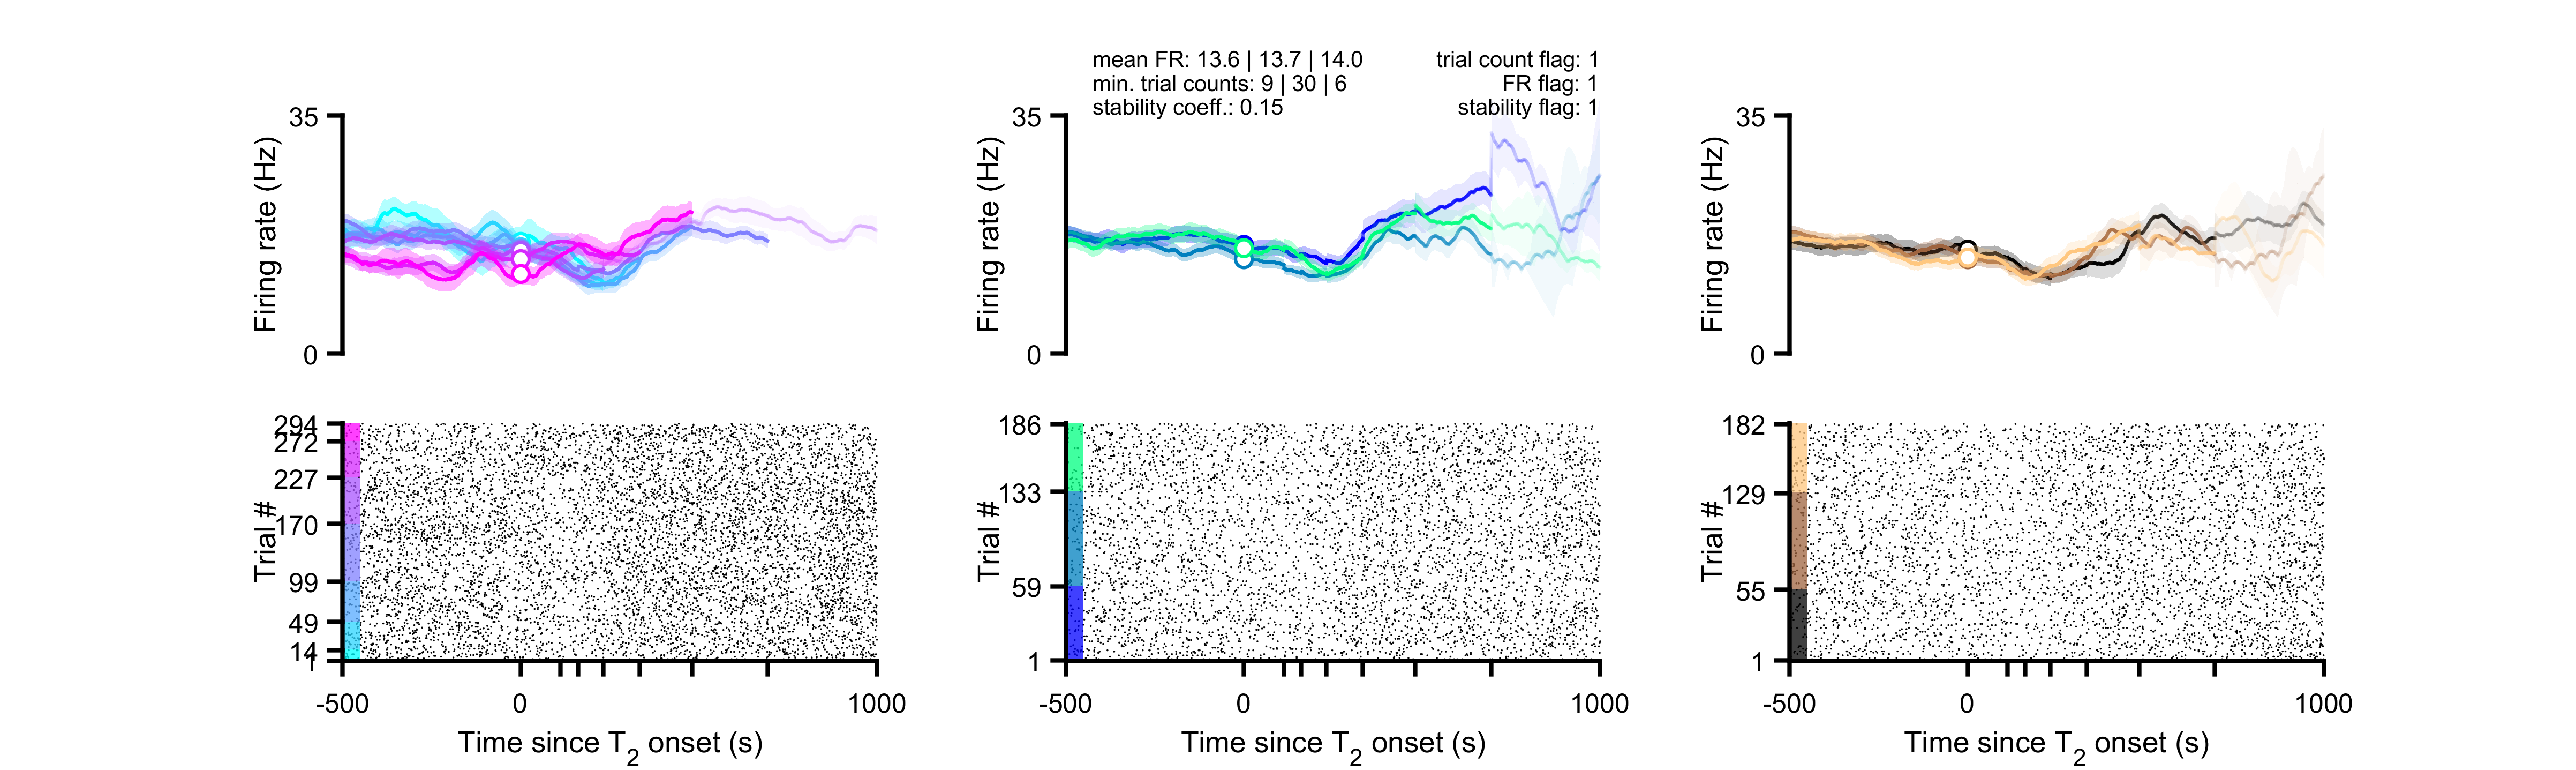 mean FR: 13.6 | 13.7 | 14.0
trial count flag: 1
min. trial counts: 9 | 30 | 6
FR flag: 1
stability coeff.: 0.15
stability flag: 1
35
Firing rate (Hz)
0
35
Firing rate (Hz)
0
35
Firing rate (Hz)
0
294
272
227
170
99
49
14
1
Trial #
-500
0
1000
Time since T2 onset (s)
186
133
59
1
Trial #
-500
0
1000
Time since T2 onset (s)
182
129
55
1
Trial #
-500
0
1000
Time since T2 onset (s)